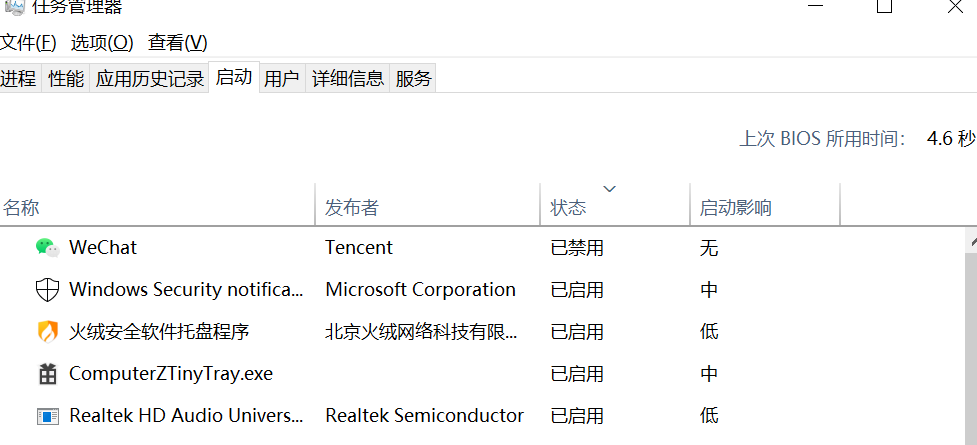 任务管理器
文件(F) 选项(O) 查看(V)
进程 性能 应用历史记录 启动 用户 详细信息 服务
上次 BIOS 所用时间: 4.6 秒
名称 发布者 状态 启动影响
WeChat Tencent 已禁用 无
Windows Security notifica... Microsoft Corporation 已启用 中
火绒安全软件托盘程序 北京火绒网络科技有限... 已启用 低
ComputerZTinyTray.exe 已启用 中
Realtek HD Audio Univers... Realtek Semiconductor 已启用 低